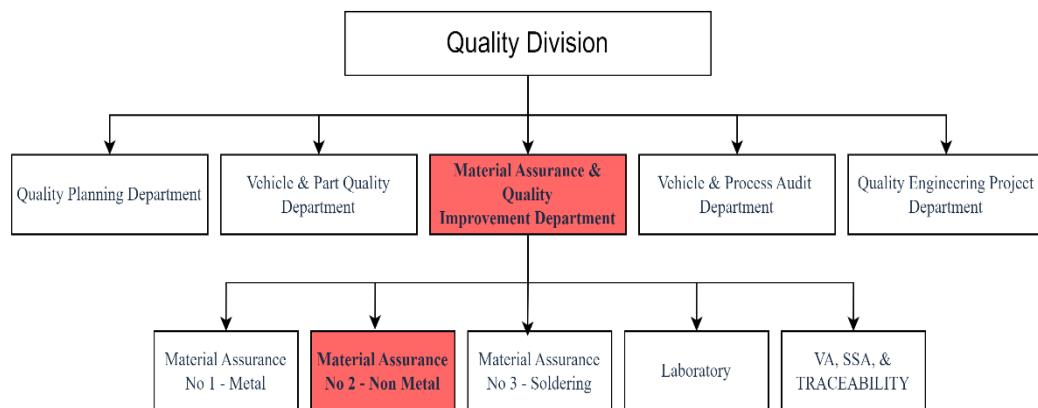 Quality Division
Quality Planning Department
Vehicle & Part Quality
Department
Material Assurance &
Quality
Improvement Department
Vehicle & Process Audit
Department
Quality Engineering Project
Department
Material Assurance
No 1 - Metal
Material Assurance
No 2 - Non Metal
Material Assurance
No 3 - Soldering
Laboratory
VA, SSA, &
TRACEABILITY